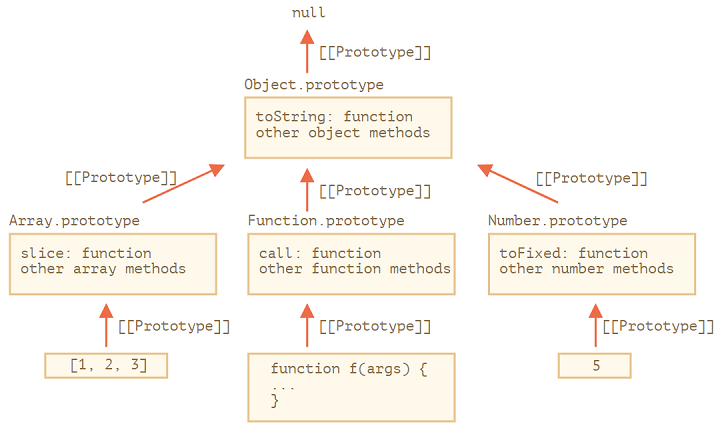 null
[[Prototype]]
Object.prototype
toString: function
other object methods
[[Prototype]]
[[Prototype]]
[[Prototype]]
Array.prototype
Function.prototype
Number.prototype
slice: function
other array methods
call: function
other function methods
toFixed: function
other number methods
[[Prototype]]
[[Prototype]]
[[Prototype]]
[1, 2, 3]
function f(args) {
...
}
5